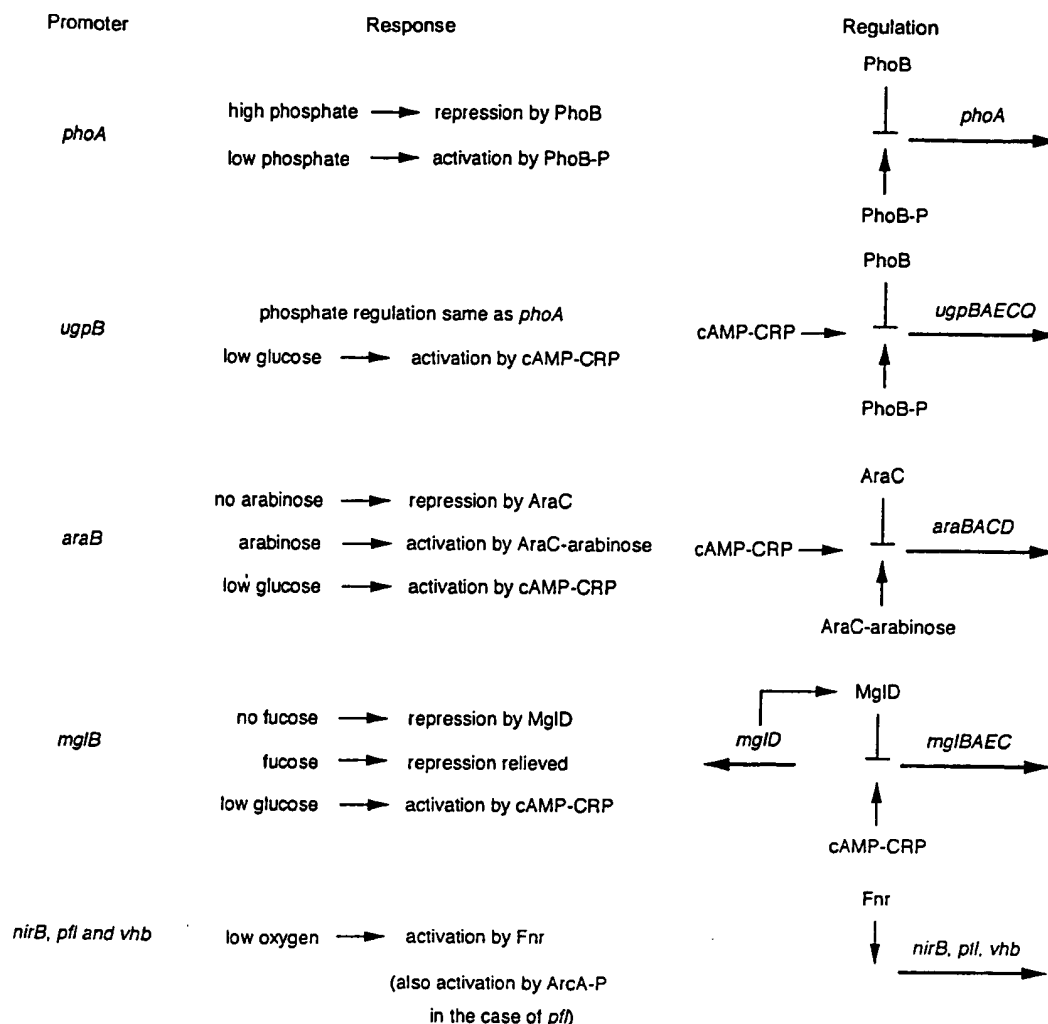 Promoter Response Regulation
PhoB
high phosphate repression by PhoB phoA
phoA
low phosphate activation by PhoB-P
PhoB-P
PhoB
phosphate regulation same as phoA ugpBAECQ
ugpB
cAMP-CRP
low glucose activation by cAMP-CRP
PhoB-P
AraC
no arabinose repression by AraC
araB arabinose activation by AraC-arabinose cAMP-CRP araBACD
low glucose activation by cAMP-CRP
AraC-arabinose
MglD
no fucose repression by MglD
mglB mglD mglBAEC
fucose repression relieved
low glucose activation by cAMP-CRP
cAMP-CRP
Fnr
nirB, pfl and vhb low oxygen activation by Fnr
nirB, pfl, vhb
(also activation by ArcA-P
in the case of pfl)